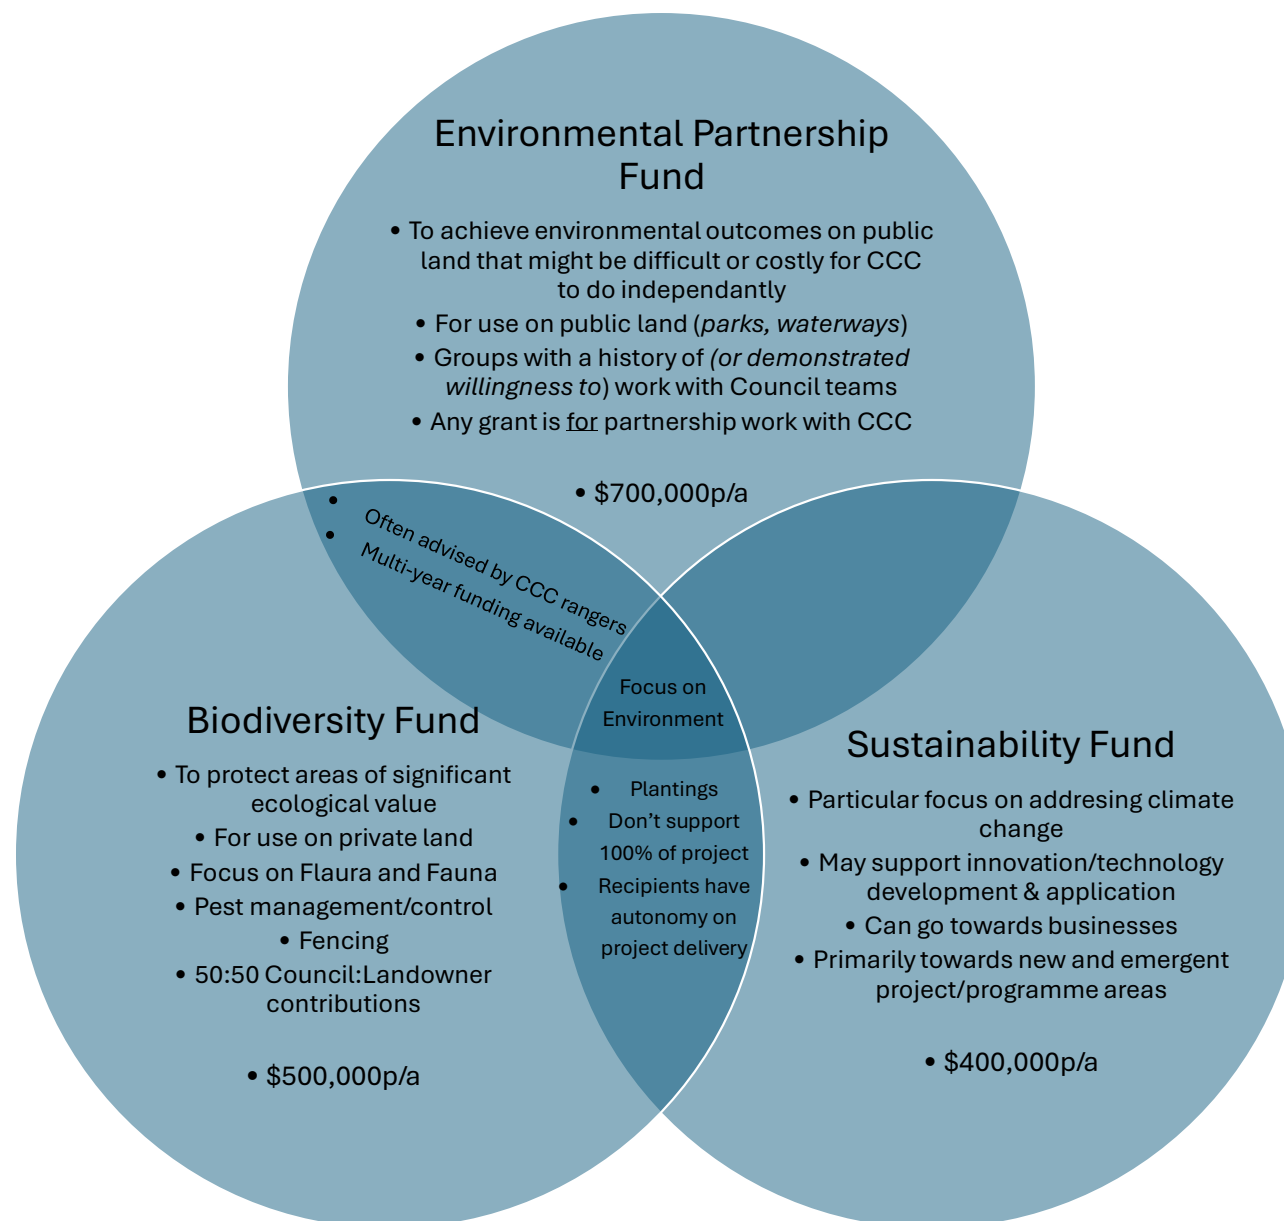 Environmental Partnership
Fund
• To achieve environmental outcomes on public
land that might be difficult or costly for CCC
to do independantly
• For use on public land (parks, waterways)
• Groups with a history of (or demonstrated
willingness to) work with Council teams
• Any grant is for partnership work with CCC
• $700,000p/a
• Often advised by CCC rangers
• Multi-year funding available
Focus on
Environment
Biodiversity Fund
• To protect areas of significant
ecological value
• For use on private land
• Focus on Flaura and Fauna
• Pest management/control
• Fencing
• 50:50 Council:Landowner
contributions
• $500,000p/a
• Plantings
• Don’t support
100% of project
• Recipients have
autonomy on
project delivery
Sustainability Fund
• Particular focus on addresing climate
change
• May support innovation/technology
development & application
• Can go towards businesses
• Primarily towards new and emergent
project/programme areas
• $400,000p/a